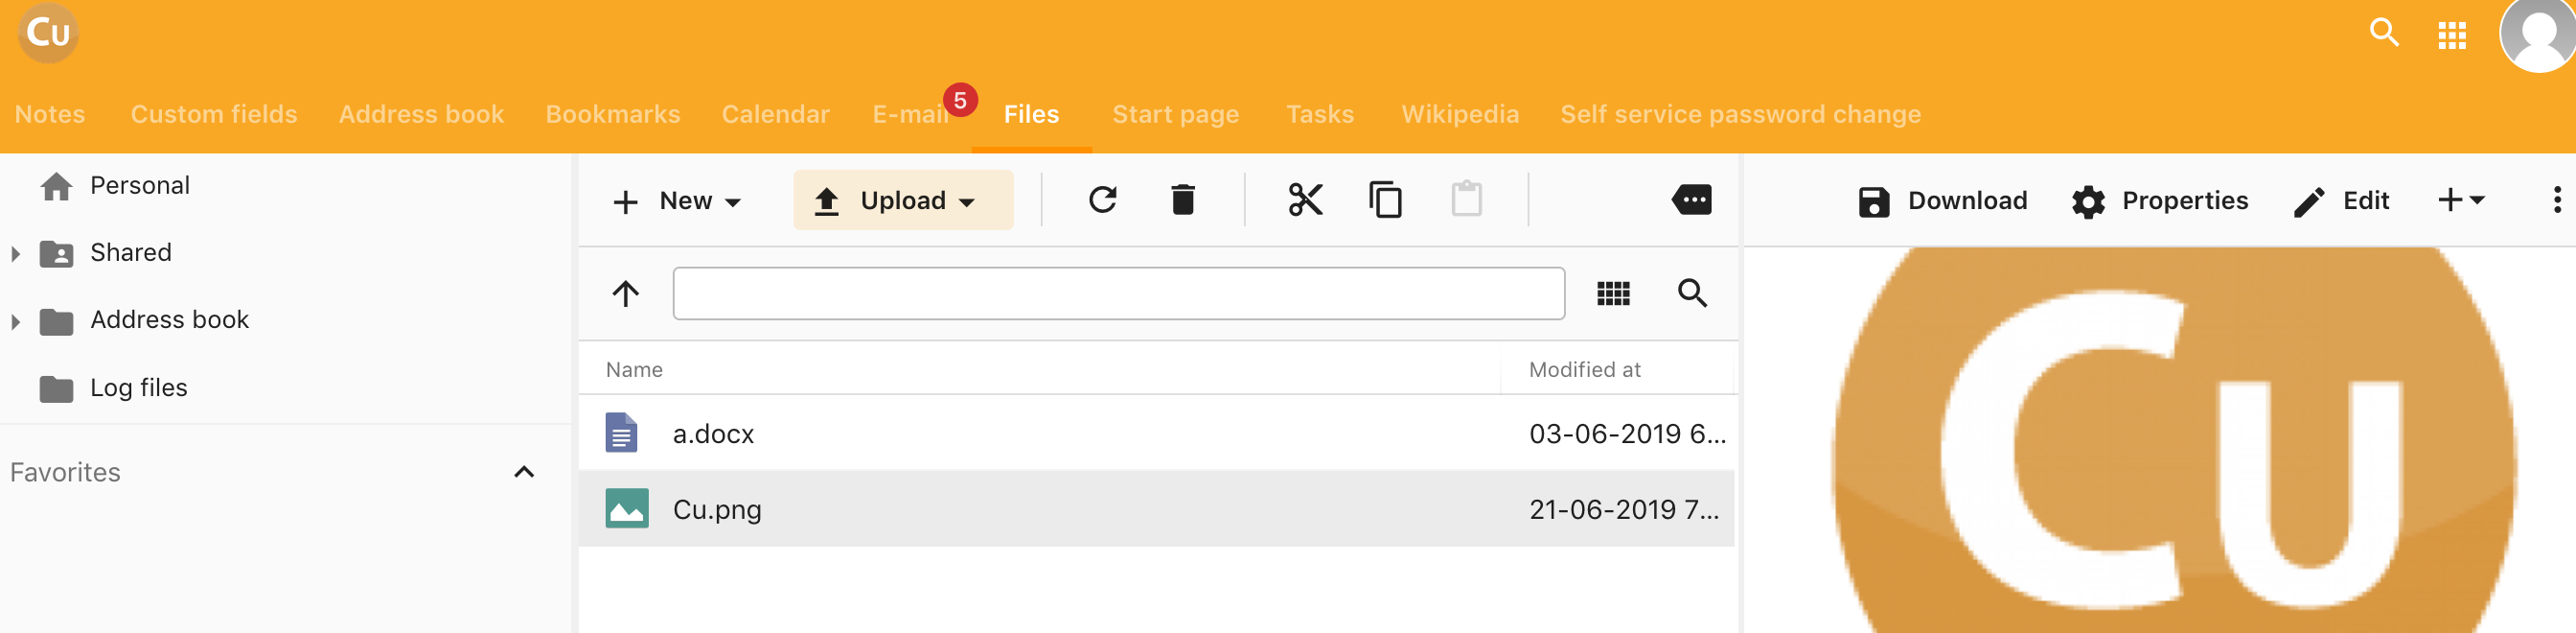 Cu
Notes Custom fields Address book Bookmarks Calendar E-mail 5 Files Start page Tasks Wikipedia Self service password change
Personal
Shared
Address book
Log files
Favorites
New Upload
Name Modified at
a.docx 03-06-2019 6...
Cu.png 21-06-2019 7...
Download Properties Edit
Cu